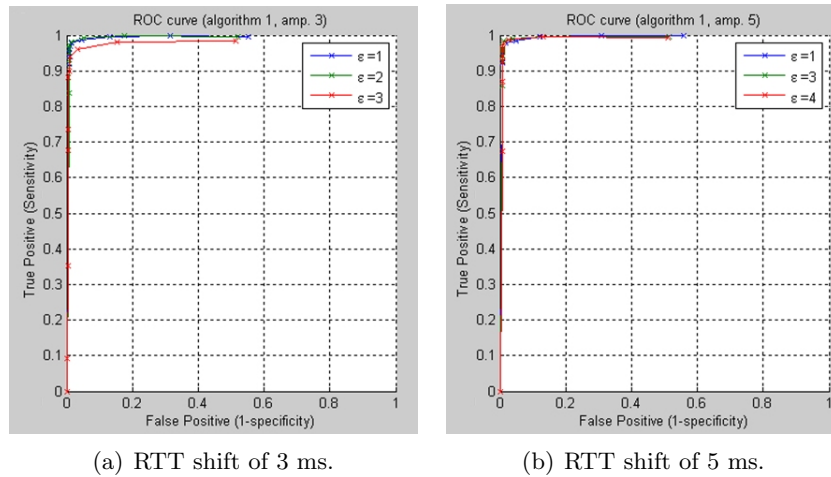 ROC curve (algorithm 1, amp. 3)
1
0.9
0.8
0.7
0.6
0.5
0.4
0.3
0.2
0.1
0
True Positive (Sensitivity)
ε=1
ε=2
ε=3
0 0.2 0.4 0.6 0.8 1
False Positive (1-specificity)
(a) RTT shift of 3 ms.
ROC curve (algorithm 1, amp. 5)
1
0.9
0.8
0.7
0.6
0.5
0.4
0.3
0.2
0.1
0
True Positive (Sensitivity)
ε=1
ε=3
ε=4
0 0.2 0.4 0.6 0.8 1
False Positive (1-specificity)
(b) RTT shift of 5 ms.